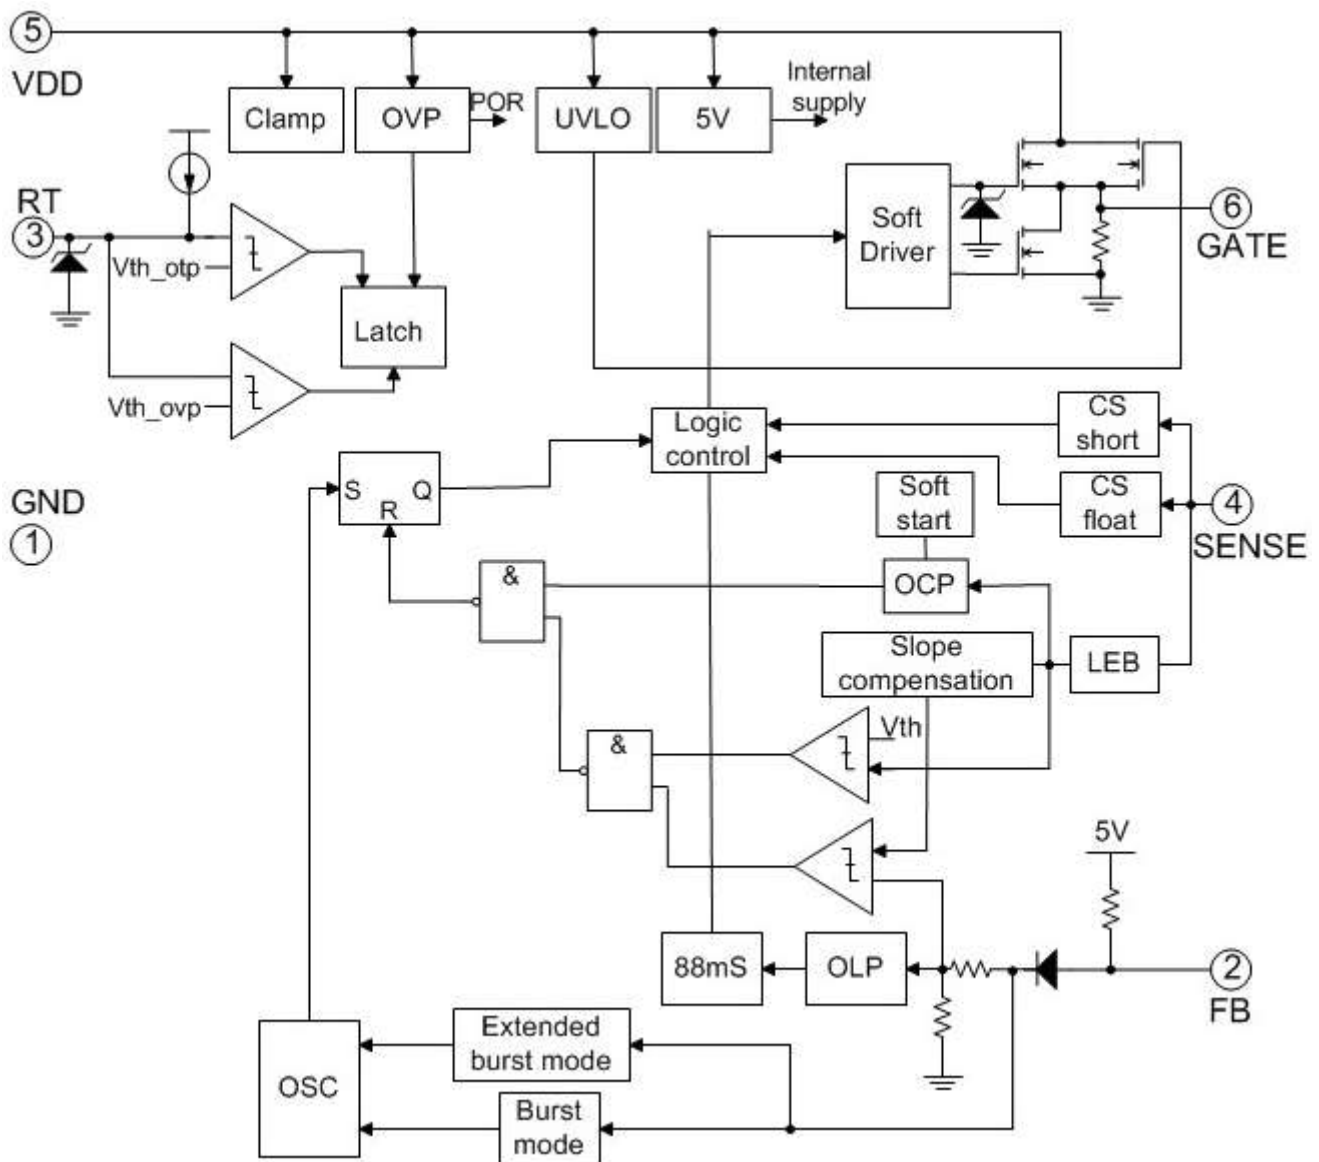 5
VDD
Clamp
OVP
POR
UVLO
5V
Internal
supply
RT
3
Vth_otp
Latch
Vth_ovp
Soft
Driver
6
GATE
Logic
control
CS
short
CS
float
4
SENSE
GND
1
S
Q
R
Soft
start
&
OCP
Slope
compensation
LEB
&
Vth
5V
88mS
OLP
2
FB
Extended
burst mode
OSC
Burst
mode